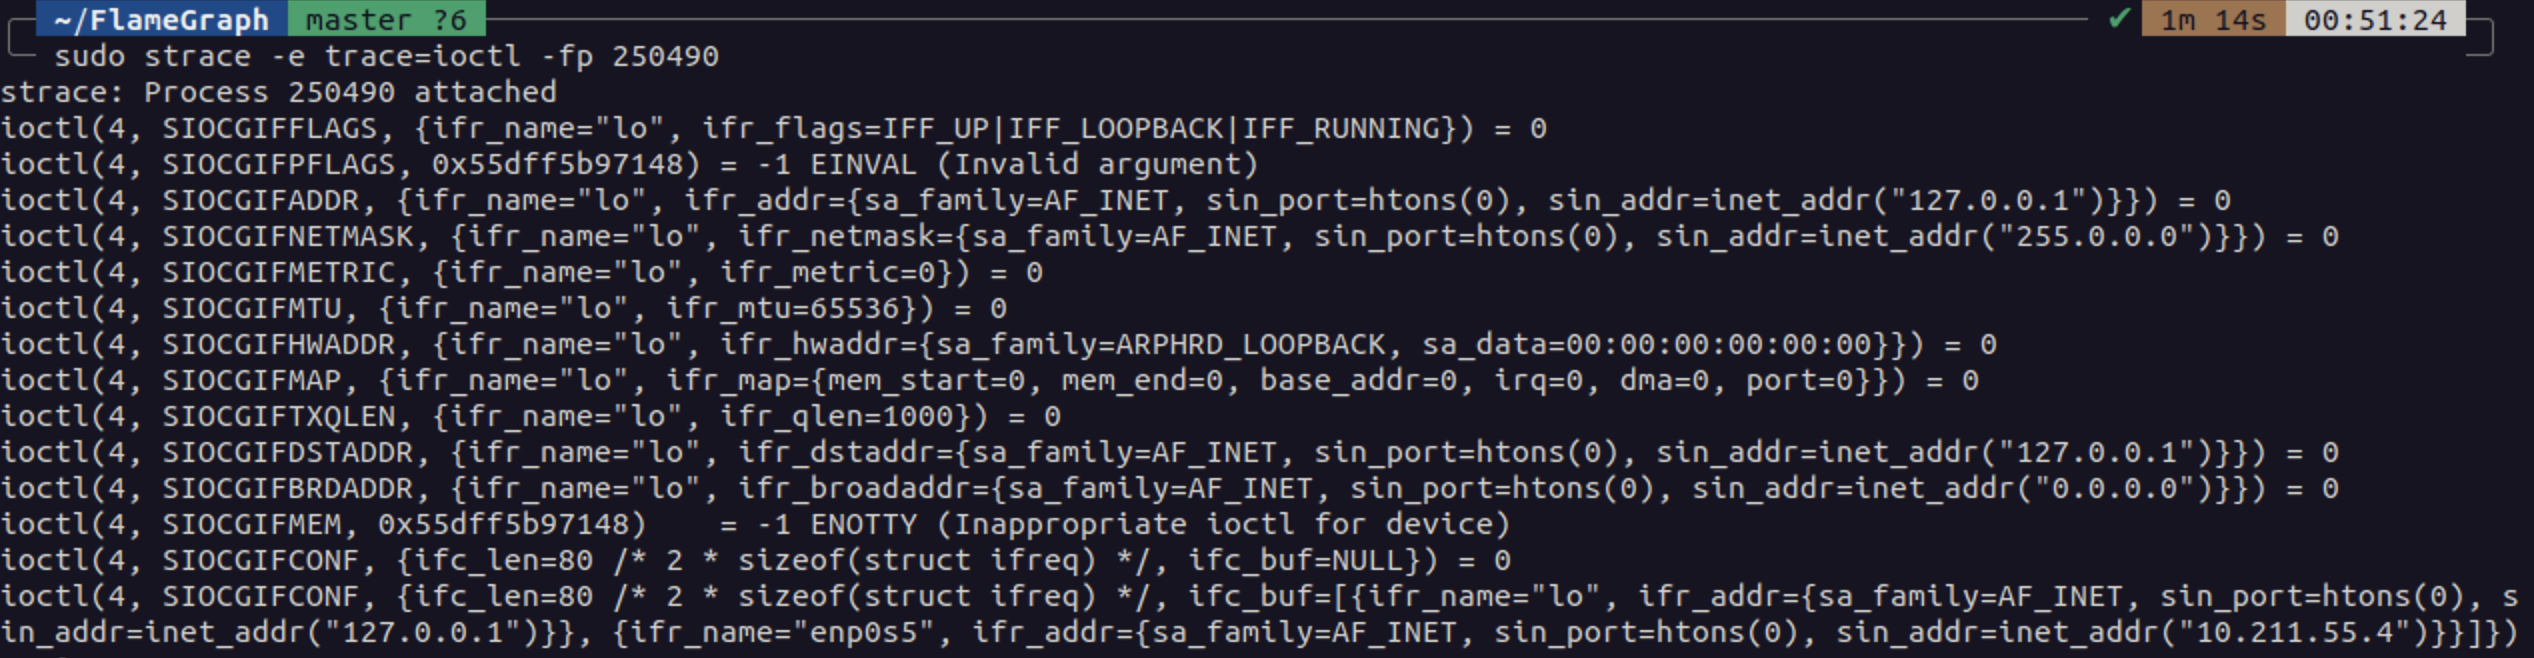 ~/FlameGraph master ?6 ✔ 1m 14s 00:51:24
sudo strace -e trace=ioctl -fp 250490
strace: Process 250490 attached
ioctl(4, SIOCGIFFLAGS, {ifr_name="lo", ifr_flags=IFF_UP|IFF_LOOPBACK|IFF_RUNNING}) = 0
ioctl(4, SIOCGIFPFLAGS, 0x55dff5b97148) = -1 EINVAL (Invalid argument)
ioctl(4, SIOCGIFADDR, {ifr_name="lo", ifr_addr={sa_family=AF_INET, sin_port=htons(0), sin_addr=inet_addr("127.0.0.1")}}) = 0
ioctl(4, SIOCGIFNETMASK, {ifr_name="lo", ifr_netmask={sa_family=AF_INET, sin_port=htons(0), sin_addr=inet_addr("255.0.0.0")}}) = 0
ioctl(4, SIOCGIFMETRIC, {ifr_name="lo", ifr_metric=0}) = 0
ioctl(4, SIOCGIFMTU, {ifr_name="lo", ifr_mtu=65536}) = 0
ioctl(4, SIOCGIFHWADDR, {ifr_name="lo", ifr_hwaddr={sa_family=ARPHRD_LOOPBACK, sa_data=00:00:00:00:00:00}}) = 0
ioctl(4, SIOCGIFMAP, {ifr_name="lo", ifr_map={mem_start=0, mem_end=0, base_addr=0, irq=0, dma=0, port=0}}) = 0
ioctl(4, SIOCGIFTXQLEN, {ifr_name="lo", ifr_qlen=1000}) = 0
ioctl(4, SIOCGIFDSTADDR, {ifr_name="lo", ifr_dstaddr={sa_family=AF_INET, sin_port=htons(0), sin_addr=inet_addr("127.0.0.1")}}) = 0
ioctl(4, SIOCGIFBRDADDR, {ifr_name="lo", ifr_broadaddr={sa_family=AF_INET, sin_port=htons(0), sin_addr=inet_addr("0.0.0.0")}}) = 0
ioctl(4, SIOCGIFMEM, 0x55dff5b97148)    = -1 ENOTTY (Inappropriate ioctl for device)
ioctl(4, SIOCGIFCONF, {ifc_len=80 /* 2 * sizeof(struct ifreq) */, ifc_buf=NULL}) = 0
ioctl(4, SIOCGIFCONF, {ifc_len=80 /* 2 * sizeof(struct ifreq) */, ifc_buf=[{ifr_name="lo", ifr_addr={sa_family=AF_INET, sin_port=htons(0), s
in_addr=inet_addr("127.0.0.1")}}, {ifr_name="enp0s5", ifr_addr={sa_family=AF_INET, sin_port=htons(0), sin_addr=inet_addr("10.211.55.4")}}]})